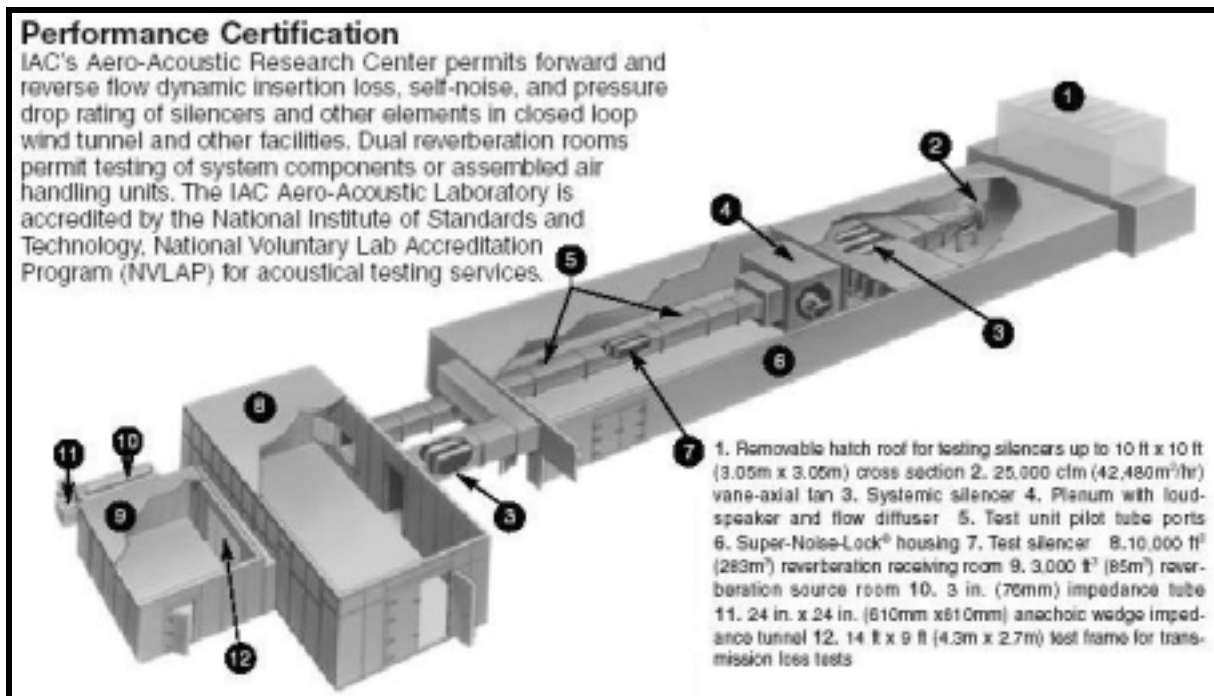 Performance Certification
IAC's Aero-Acoustic Research Center permits forward and
reverse flow dynamic insertion loss, self-noise, and pressure
drop rating of silencers and other elements in closed loop
wind tunnel and other facilities. Dual reverberation rooms
permit testing of system components or assembled air
handling units. The IAC Aero-Acoustic Laboratory is
accredited by the National Institute of Standards and
Technology, National Voluntary Lab Accreditation
Program (NVLAP) for acoustical testing services.
1
2
4
5
3
6
8
7
10
11
9
3
12
1. Removable hatch roof for testing silencers up to 10 ft x 10 ft
(3.05m x 3.05m) cross section 2. 25,000 cfm (42,480m³/hr)
vane-axial fan 3. Systemic silencer 4. Plenum with loud-
speaker and flow diffuser 5. Test unit pilot tube ports
6. Super-Noise-Lock® housing 7. Test silencer 8.10,000 ft³
(283m³) reverberation receiving room 9. 3,000 ft³ (85m³) rever-
beration source room 10. 3 in. (76mm) impedance tube
11. 24 in. x 24 in. (610mm x610mm) anechoic wedge imped-
ance tunnel 12. 14 ft x 9 ft (4.3m x 2.7m) test frame for trans-
mission loss tests